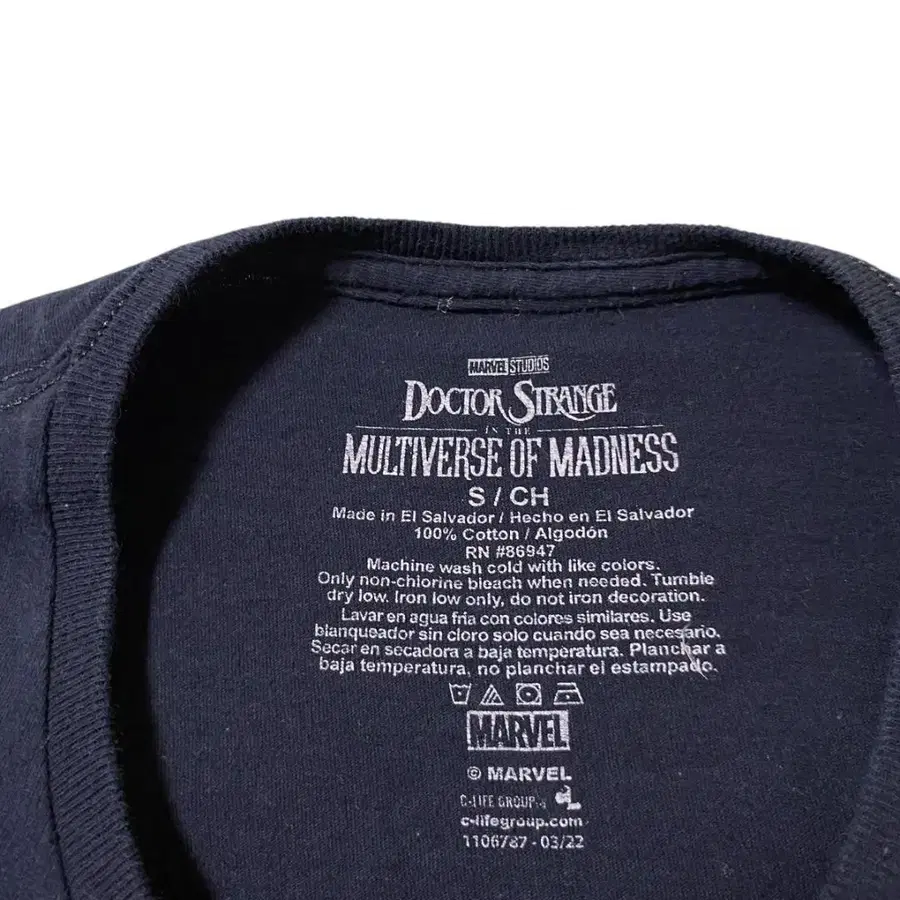 MARVEL STUDIOS
DOCTOR STRANGE
IN THE
MULTIVERSE OF MADNESS
S / CH
Made in El Salvador / Hecho en El Salvador
100% Cotton / Algodón
RN #86947
Machine wash cold with like colors.
Only non-chlorine bleach when needed. Tumble
dry low. Iron low only, do not iron decoration.
Lavar en agua fria con colores similares. Use
blanqueador sin cloro solo cuando sea necesario.
Secar en secadora a baja temperatura. Planchar a
baja temperatura, no planchar el estampado.
MARVEL
© MARVEL
C-LIFE GROUP
c-lifegroup.com
1106787 - 03/22